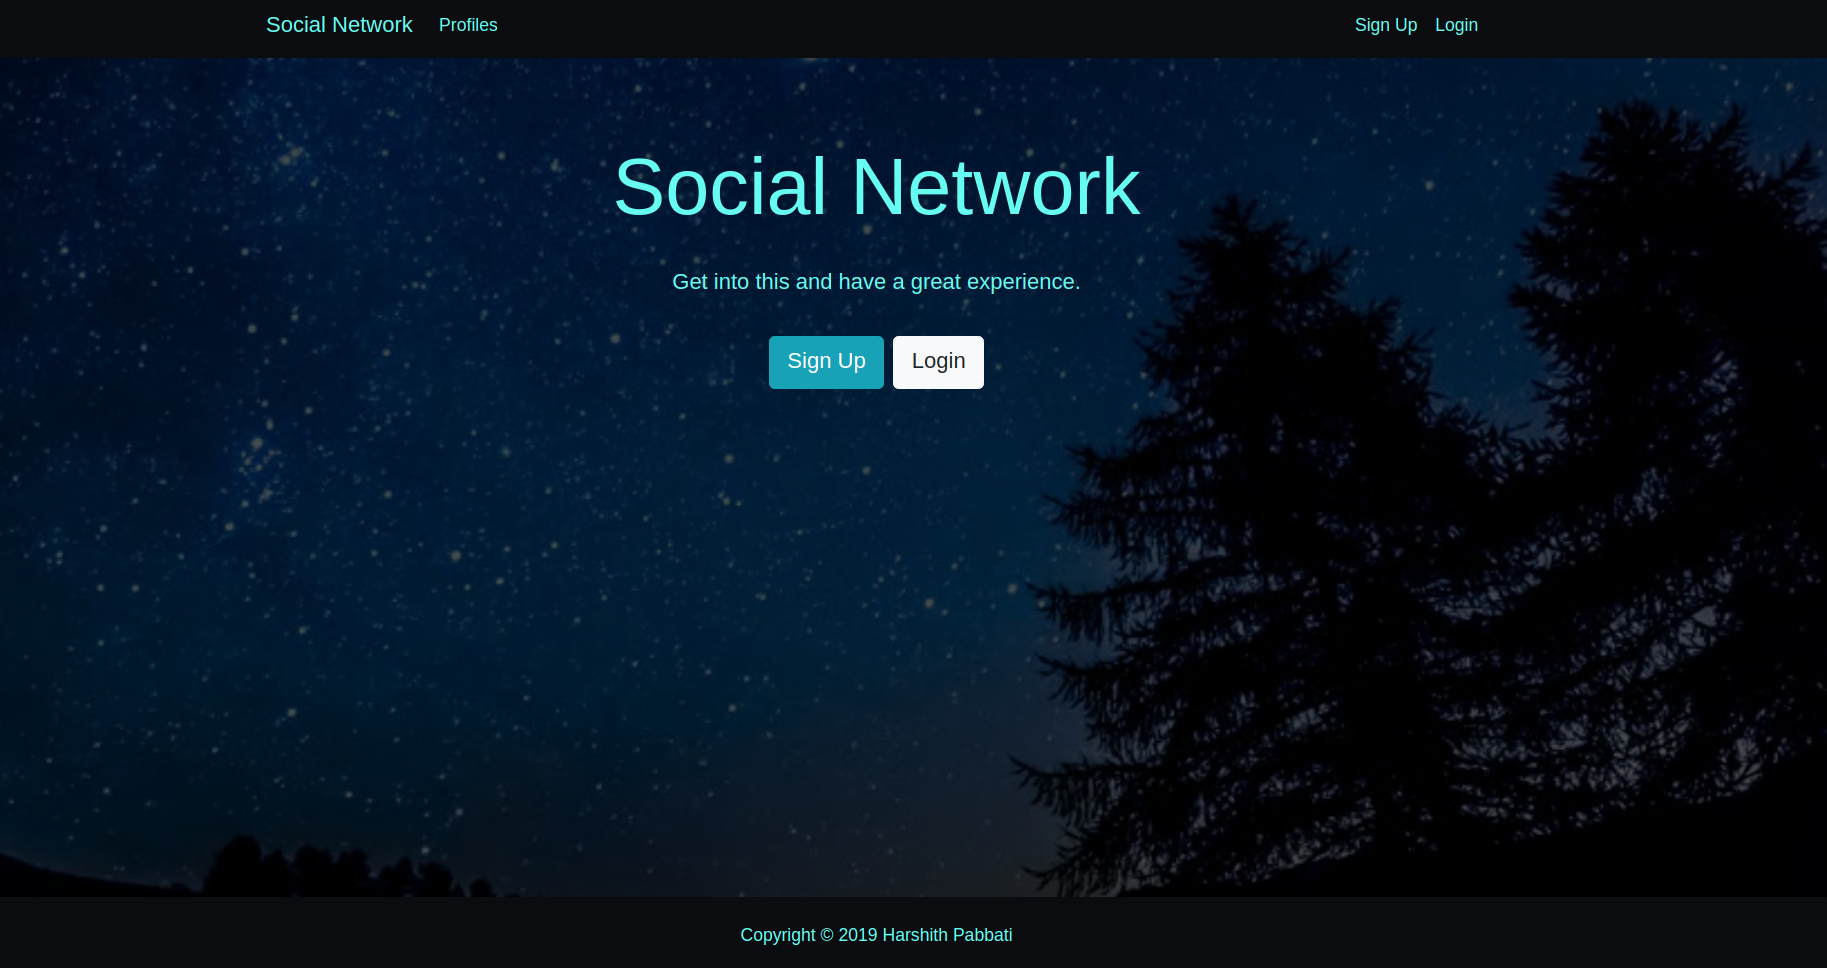 Social Network Profiles Sign Up Login
Social Network
Get into this and have a great experience.
Sign Up Login
Copyright © 2019 Harshith Pabbati